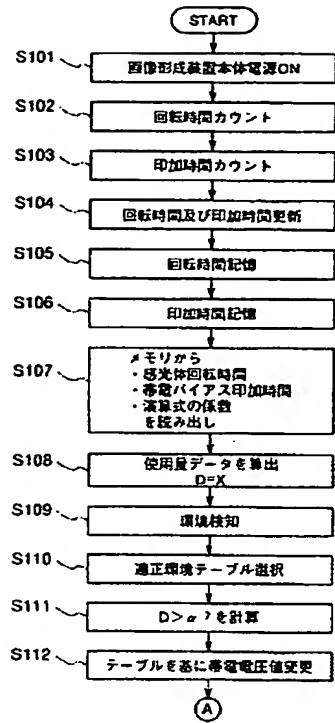 START
S101
画像形成装置本体電源ON
S102
回転時間カウント
S103
印加時間カウント
S104
回転時間及び印加時間更新
S105
回転時間記憶
S106
印加時間記憶
S107
メモリから
・感光体回転時間
・帯電バイアス印加時間
・演算式の係数
を読み出し
S108
使用量データを算出
D=X
S109
環境検知
S110
適正環境テーブル選択
S111
D>α?を計算
S112
テーブルを基に帯電電圧値変更
A